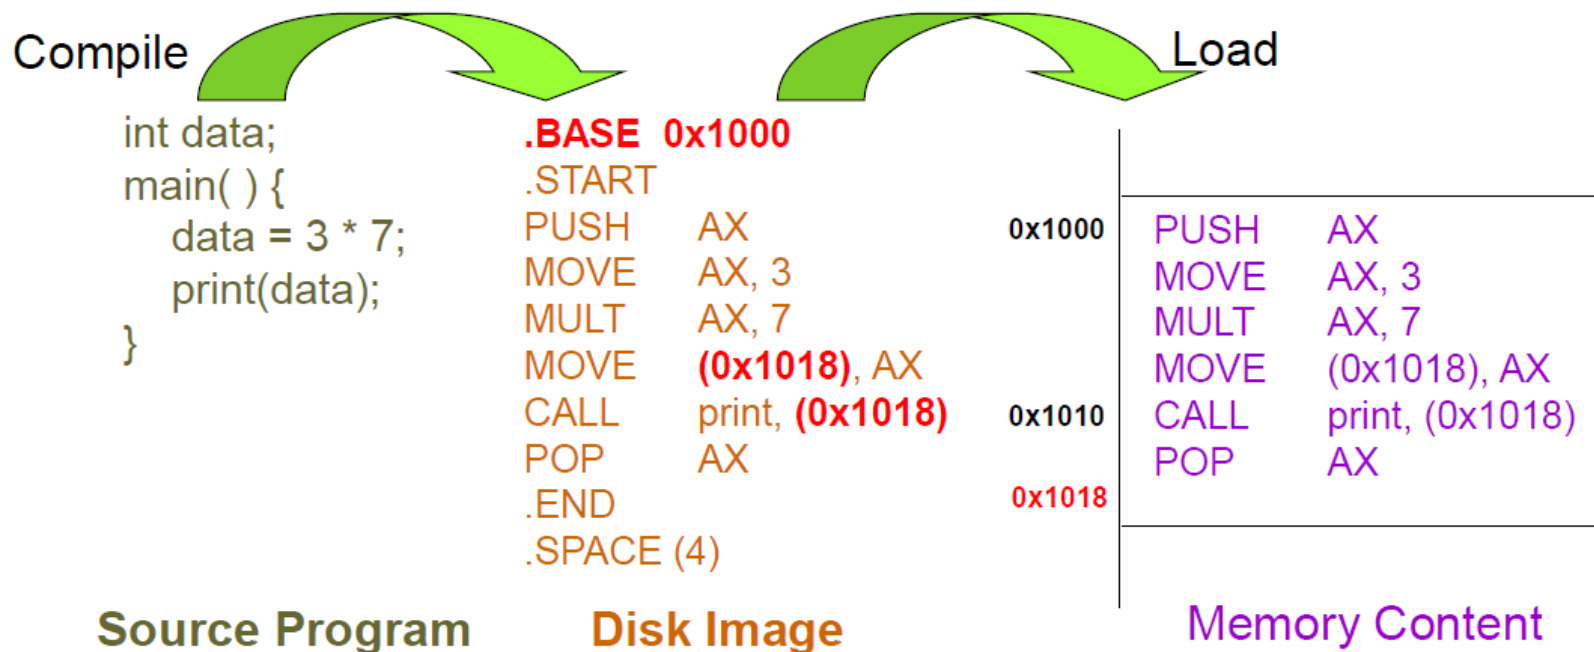 Compile
Load
int data;
main( ) {
data = 3 * 7;
print(data);
}
.BASE 0x1000
.START
PUSH AX
MOVE AX, 3
MULT AX, 7
MOVE (0x1018), AX
CALL print, (0x1018)
POP AX
.END
.SPACE (4)
0x1000
0x1010
0x1018
PUSH AX
MOVE AX, 3
MULT AX, 7
MOVE (0x1018), AX
CALL print, (0x1018)
POP AX
Source Program
Disk Image
Memory Content